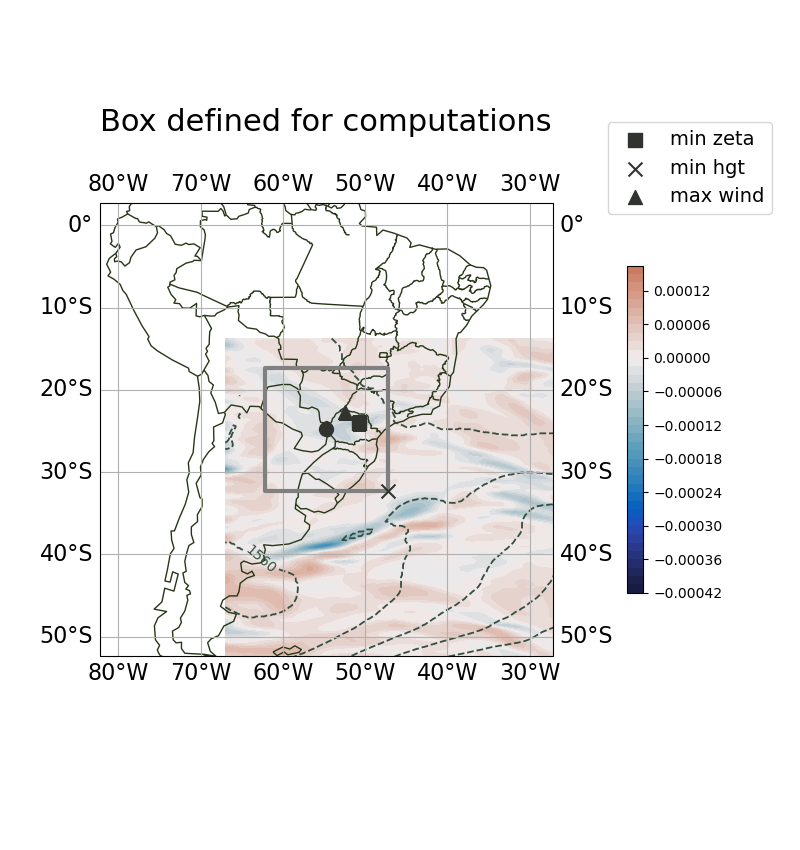 Box defined for computations
min zeta
min hgt
max wind
80°W 70°W 60°W 50°W 40°W 30°W
0° 0°
10°S 10°S
20°S 20°S
30°S 30°S
40°S 40°S
50°S 50°S
80°W 70°W 60°W 50°W 40°W 30°W
1560
0.00012
0.00006
0.00000
−0.00006
−0.00012
−0.00018
−0.00024
−0.00030
−0.00036
−0.00042